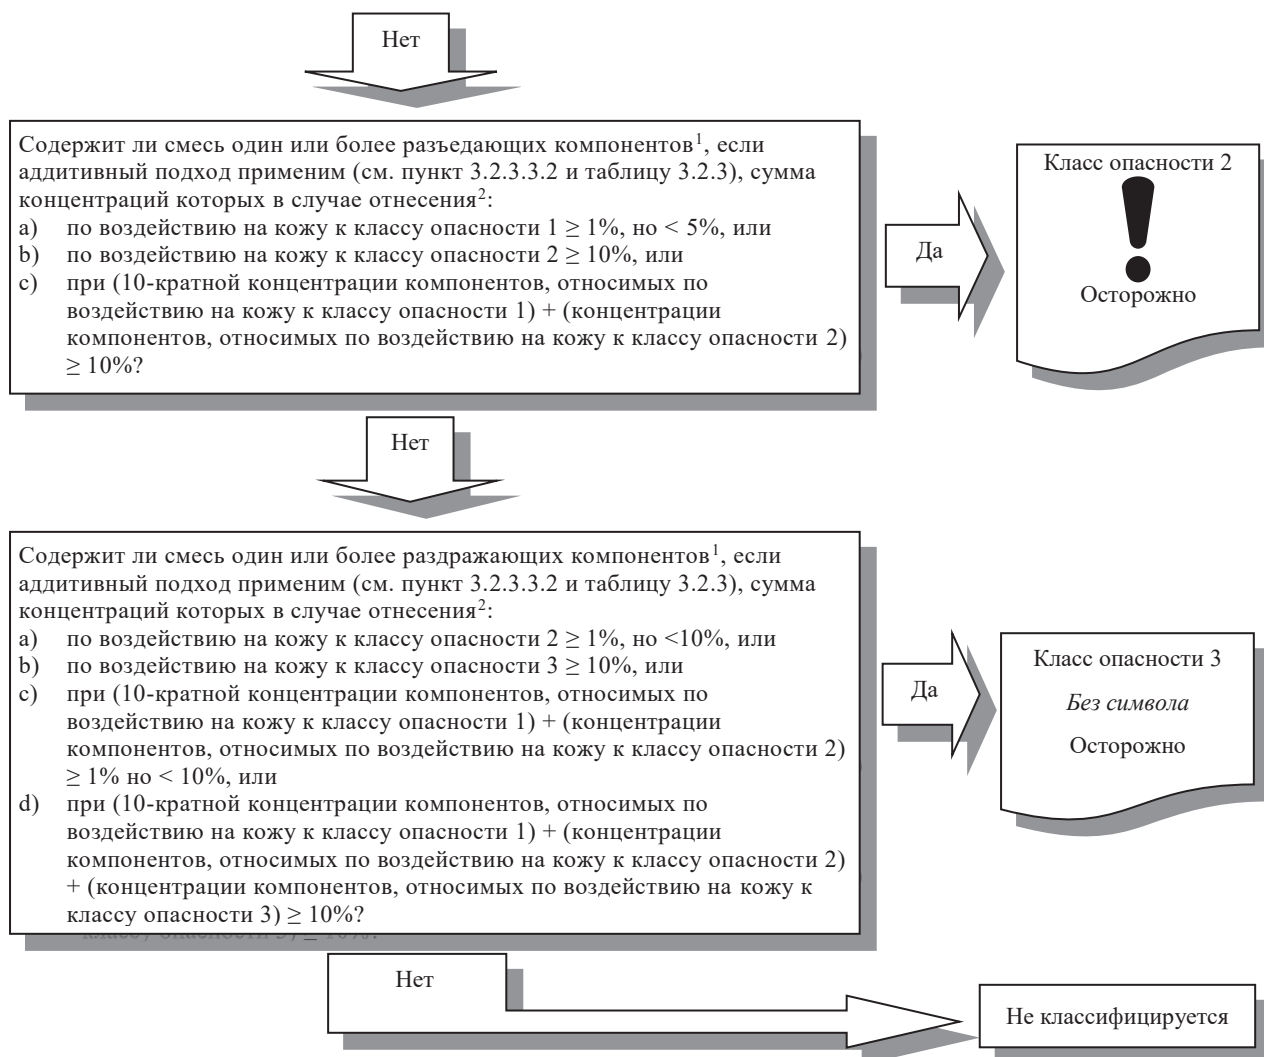 Нет
Содержит ли смесь один или более разъедающих компонентов¹, если
аддитивный подход применим (см. пункт 3.2.3.3.2 и таблицу 3.2.3), сумма
концентраций которых в случае отнесения²:
a) по воздействию на кожу к классу опасности 1 ≥ 1%, но < 5%, или
b) по воздействию на кожу к классу опасности 2 ≥ 10%, или
c) при (10-кратной концентрации компонентов, относимых по
воздействию на кожу к классу опасности 1) + (концентрации
компонентов, относимых по воздействию на кожу к классу опасности 2)
≥ 10%?
Да
Класс опасности 2
Осторожно
Нет
Содержит ли смесь один или более раздражающих компонентов¹, если
аддитивный подход применим (см. пункт 3.2.3.3.2 и таблицу 3.2.3), сумма
концентраций которых в случае отнесения²:
a) по воздействию на кожу к классу опасности 2 ≥ 1%, но <10%, или
b) по воздействию на кожу к классу опасности 3 ≥ 10%, или
c) при (10-кратной концентрации компонентов, относимых по
воздействию на кожу к классу опасности 1) + (концентрации
компонентов, относимых по воздействию на кожу к классу опасности 2)
≥ 1% но < 10%, или
d) при (10-кратной концентрации компонентов, относимых по
воздействию на кожу к классу опасности 1) + (концентрации
компонентов, относимых по воздействию на кожу к классу опасности 2)
+ (концентрации компонентов, относимых по воздействию на кожу к
классу опасности 3) ≥ 10%?
Да
Класс опасности 3
Без символа
Осторожно
Нет
Не классифицируется